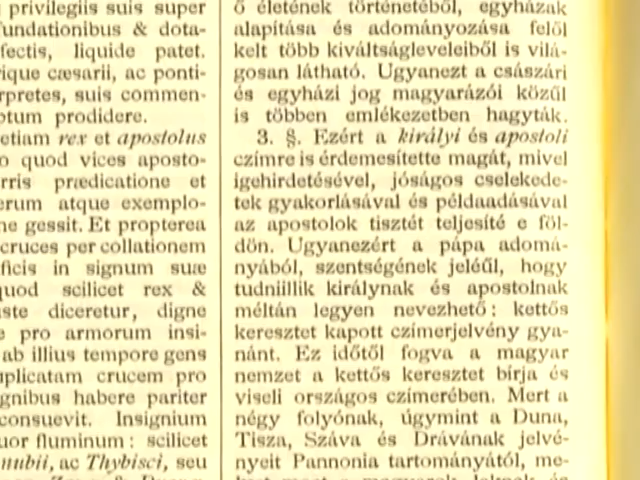 privilegiis suis super
fundationibus & dota-
fectis, liquide patet.
rique cæsarii, ac ponti-
rpretes, suis commen-
ptum prodidere.
etiam rex et apostolus
o quod vices aposto-
rris prædicatione et
erum atque exemplo-
ne gessit. Et propterea
cruces per collationem
ficis in signum suæ
quod scilicet rex &
ste diceretur, digne
e pro armorum insi-
ab illius tempore gens
uplicatam crucem pro
gnibus habere pariter
consuevit. Insignium
uor fluminum: scilicet
nubii, ac Thybisci, seu
ő életének történetéből, egyházak
alapítása és adományozása felől
kelt több kiváltságleveleiből is vilá-
gosan látható. Ugyanezt a császári
és egyházi jog magyarázói közűl
is többen emlékezetben hagyták.
3. §. Ezért a királyi és apostoli
czímre is érdemesítette magát, mivel
igehirdetésével, jóságos cselekede-
tek gyakorlásával és példaadásával
az apostolok tisztét teljesíté e föl-
dön. Ugyanezért a pápa adomá-
nyából, szentségének jeléűl, hogy
tudniillik királynak és apostolnak
méltán legyen nevezhető: kettős
keresztet kapott czímerjelvény gya-
nánt. Ez időtől fogva a magyar
nemzet a kettős keresztet bírja és
viseli országos czímerében. Mert a
négy folyónak, úgymint a Duna,
Tisza, Száva és Drávának jelvé-
nyeit Pannonia tartományától, me-